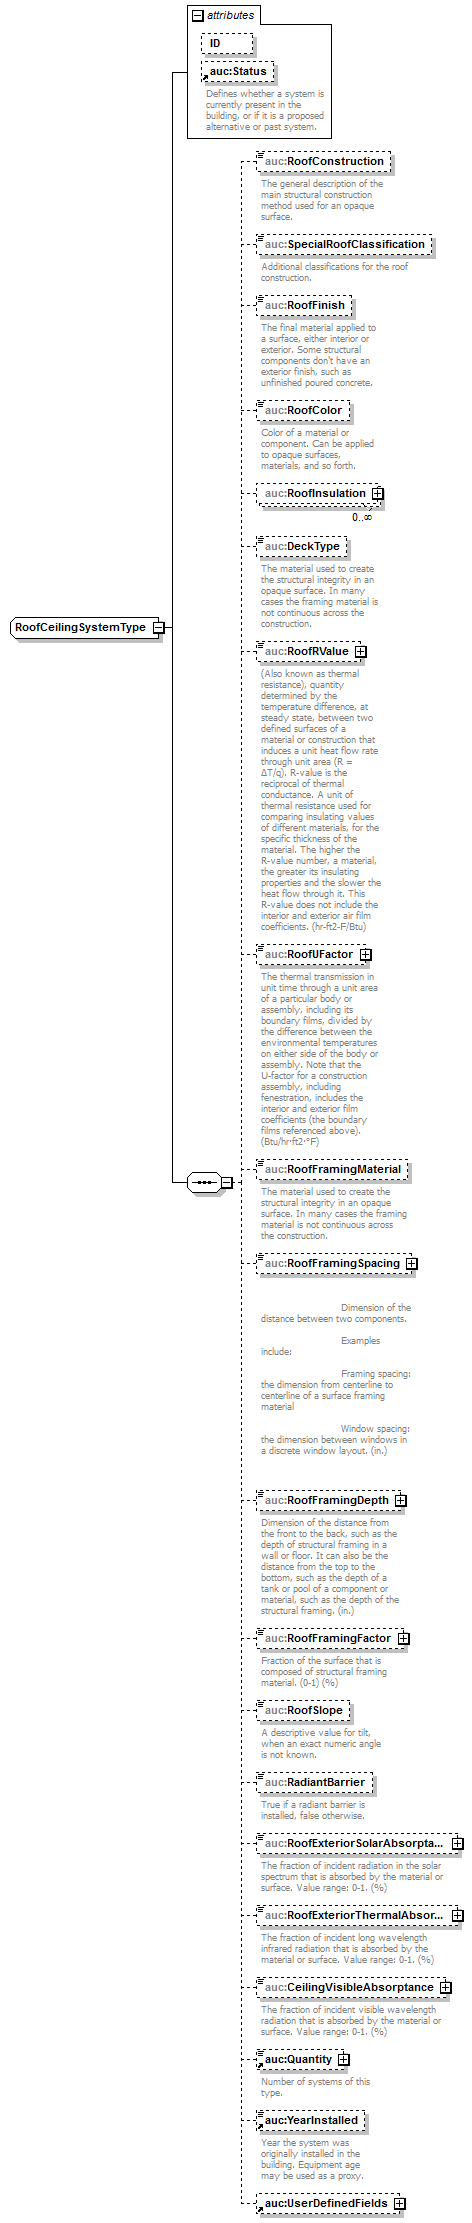 attributes
ID
auc:Status
Defines whether a system is
currently present in the
building, or if it is a proposed
alternative or past system.
auc:RoofConstruction
The general description of the
main structural construction
method used for an opaque
surface.
auc:SpecialRoofClassification
Additional classifications for the roof
construction.
auc:RoofFinish
The final material applied to
a surface, either interior or
exterior. Some structural
components don't have an
exterior finish, such as
unfinished poured concrete.
auc:RoofColor
Color of a material or
component. Can be applied
to opaque surfaces,
materials, and so forth.
auc:RoofInsulation
0..∞
auc:DeckType
The material used to create
the structural integrity in an
opaque surface. In many
cases the framing material is
not continuous across the
construction.
RoofCeilingSystemType
auc:RoofRValue
(Also known as thermal
resistance), quantity
determined by the
temperature difference, at
steady state, between two
defined surfaces of a
material or construction that
induces a unit heat flow rate
through unit area (R =
ΔT/q). R-value is the
reciprocal of thermal
conductance. A unit of
thermal resistance used for
comparing insulating values
of different materials, for the
specific thickness of the
material. The higher the
R-value number, a material,
the greater its insulating
properties and the slower the
heat flow through it. This
R-value does not include the
interior and exterior air film
coefficients. (hr-ft2-F/Btu)
auc:RoofUFactor
The thermal transmission in
unit time through a unit area
of a particular body or
assembly, including its
boundary films, divided by
the difference between the
environmental temperatures
on either side of the body or
assembly. Note that the
U-factor for a construction
assembly, including
fenestration, includes the
interior and exterior film
coefficients (the boundary
films referenced above).
(Btu/hr·ft2·°F)
auc:RoofFramingMaterial
The material used to create the
structural integrity in an opaque
surface. In many cases the framing
material is not continuous across
the construction.
auc:RoofFramingSpacing
Dimension of the
distance between two components.
Examples
include:
Framing spacing:
the dimension from centerline to
centerline of a surface framing
material
Window spacing:
the dimension between windows in
a discrete window layout. (in.)
auc:RoofFramingDepth
Dimension of the distance from
the front to the back, such as the
depth of structural framing in a
wall or floor. It can also be the
distance from the top to the
bottom, such as the depth of a
tank or pool of a component or
material, such as the depth of the
structural framing. (in.)
auc:RoofFramingFactor
Fraction of the surface that is
composed of structural framing
material. (0-1) (%)
auc:RoofSlope
A descriptive value for tilt,
when an exact numeric angle
is not known.
auc:RadiantBarrier
True if a radiant barrier is
installed, false otherwise.
auc:RoofExteriorSolarAbsorpta...
The fraction of incident radiation in the solar
spectrum that is absorbed by the material or
surface. Value range: 0-1. (%)
auc:RoofExteriorThermalAbsor...
The fraction of incident long wavelength
infrared radiation that is absorbed by the
material or surface. Value range: 0-1. (%)
auc:CeilingVisibleAbsorptance
The fraction of incident visible wavelength
radiation that is absorbed by the material or
surface. Value range: 0-1. (%)
auc:Quantity
Number of systems of this
type.
auc:YearInstalled
Year the system was
originally installed in the
building. Equipment age
may be used as a proxy.
auc:UserDefinedFields